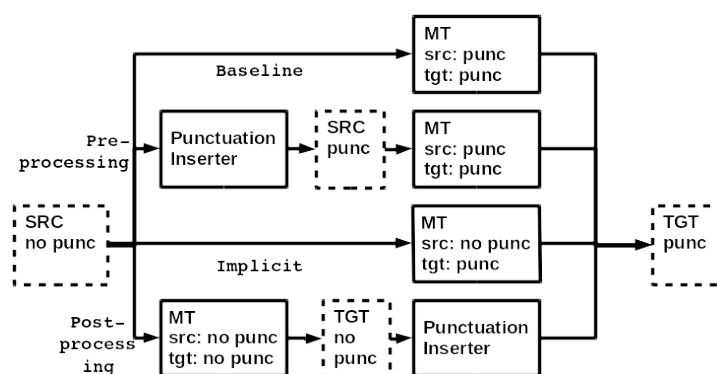 MT
src: punc
tgt: punc
Baseline
Pre-
processing
Punctuation
Inserter
SRC
punc
MT
src: punc
tgt: punc
SRC
no punc
Implicit
MT
src: no punc
tgt: punc
TGT
punc
Post-
process
ing
MT
src: no punc
tgt: no punc
TGT
no
punc
Punctuation
Inserter